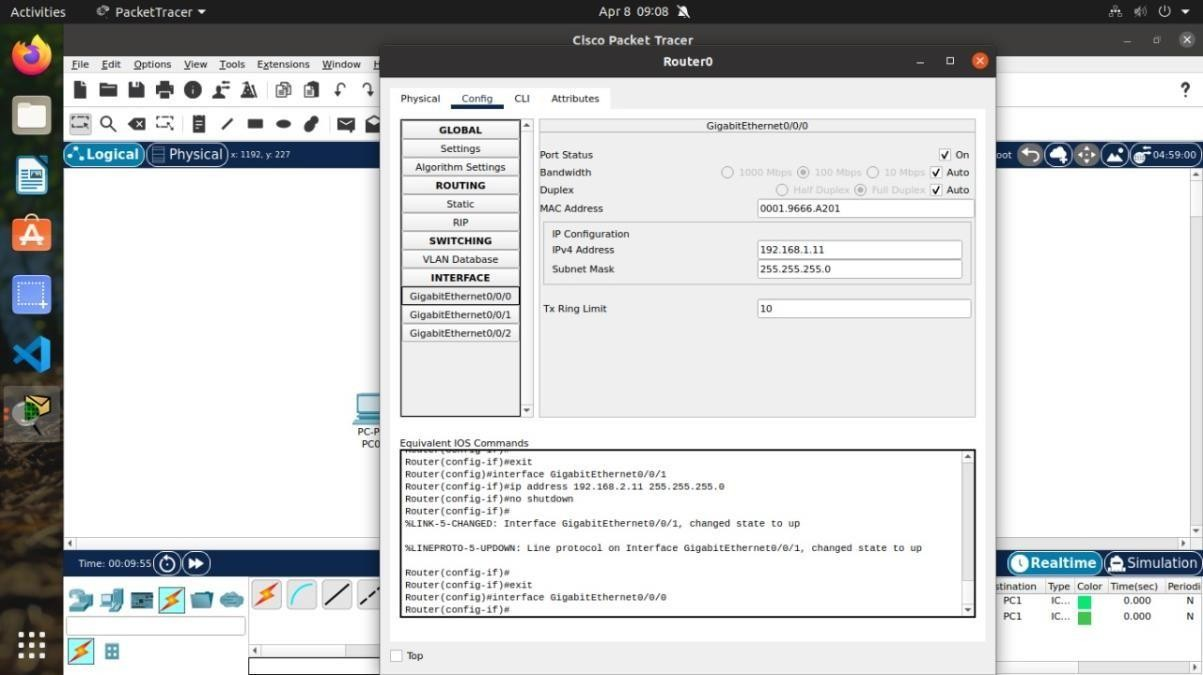 Activities
PacketTracer
Apr 8 09:08
Cisco Packet Tracer
Router0
File Edit Options View Tools Extensions Window H
?
Physical Config CLI Attributes
Logical Physical x: 1192, y: 227
oot 04:59:00
GLOBAL
Settings
Algorithm Settings
ROUTING
Static
RIP
SWITCHING
VLAN Database
INTERFACE
GigabitEthernet0/0/0
GigabitEthernet0/0/1
GigabitEthernet0/0/2
GigabitEthernet0/0/0
Port Status On
Bandwidth 1000 Mbps 100 Mbps 10 Mbps Auto
Duplex Half Duplex Full Duplex Auto
MAC Address 0001.9666.A201
IP Configuration
IPv4 Address 192.168.1.11
Subnet Mask 255.255.255.0
Tx Ring Limit 10
PC-P
PC0
Equivalent IOS Commands
Router(config-if)#
Router(config-if)#exit
Router(config)#interface GigabitEthernet0/0/1
Router(config-if)#ip address 192.168.2.11 255.255.255.0
Router(config-if)#no shutdown
Router(config-if)#
%LINK-5-CHANGED: Interface GigabitEthernet0/0/1, changed state to up
%LINEPROTO-5-UPDOWN: Line protocol on Interface GigabitEthernet0/0/1, changed state to up
Router(config-if)#
Router(config-if)#exit
Router(config)#interface GigabitEthernet0/0/0
Router(config-if)#
Top
Time: 00:09:55
Realtime Simulation
stination Type Color Time(sec) Periodi
PC1 IC... 0.000 N
PC1 IC... 0.000 N